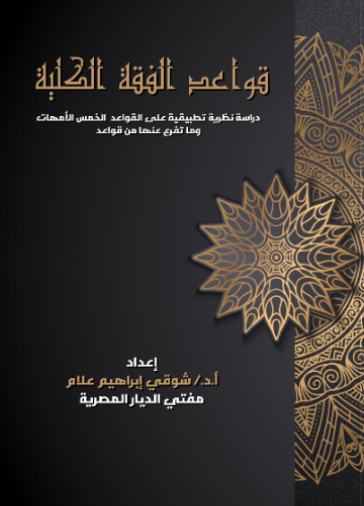 قواعد الفقه الكلية
دراسة نظرية تطبيقية على القواعد الخمس الأمهات
وما تفرع عنها من قواعد
إعداد
أ.د/ شوقي إبراهيم علام
مفتي الديار المصرية